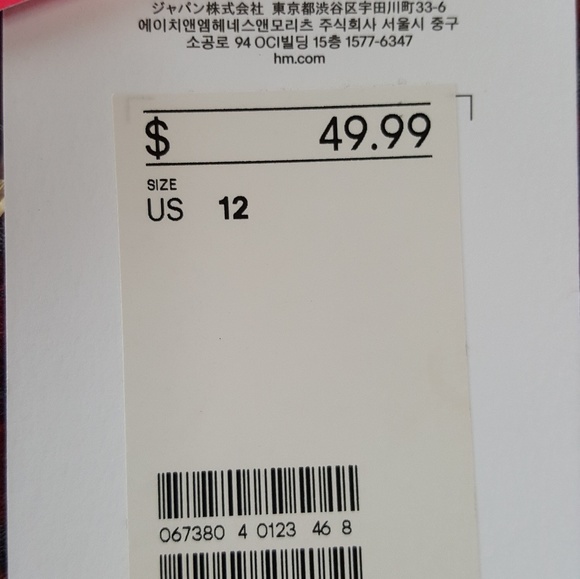 ジャパン株式会社 東京都渋谷区宇田川町33-6
에이치앤엠헤네스앤모리츠 주식회사 서울시 중구
소공로 94 OCI빌딩 15층 1577-6347
hm.com
$ 49.99
SIZE
US 12
067380 4 0123 46 8